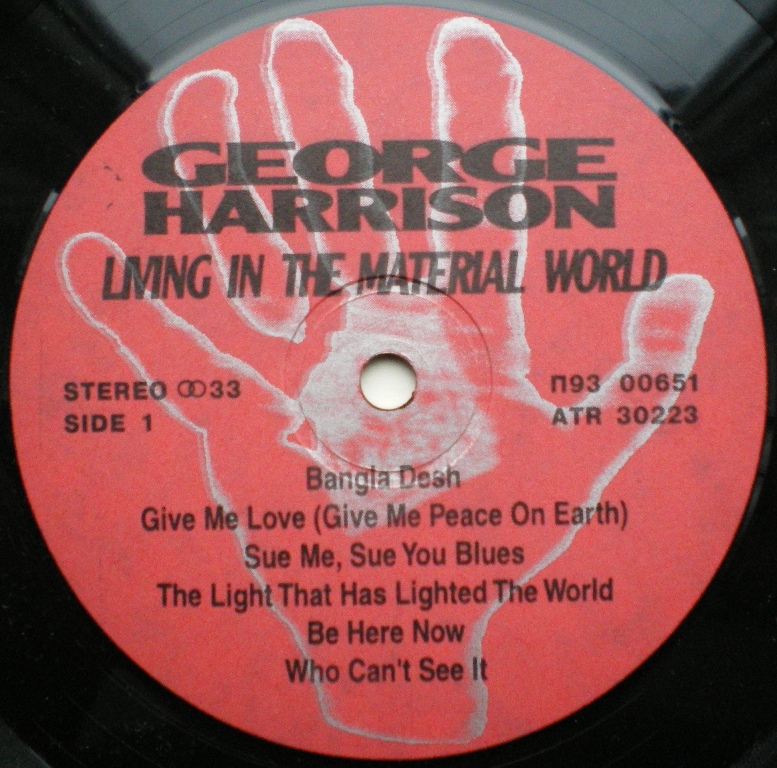 GEORGE
HARRISON
LIVING IN THE MATERIAL WORLD
STEREO ꝏ33
SIDE 1
П93 00651
ATR 30223
Bangla Desh
Give Me Love (Give Me Peace On Earth)
Sue Me, Sue You Blues
The Light That Has Lighted The World
Be Here Now
Who Can't See It